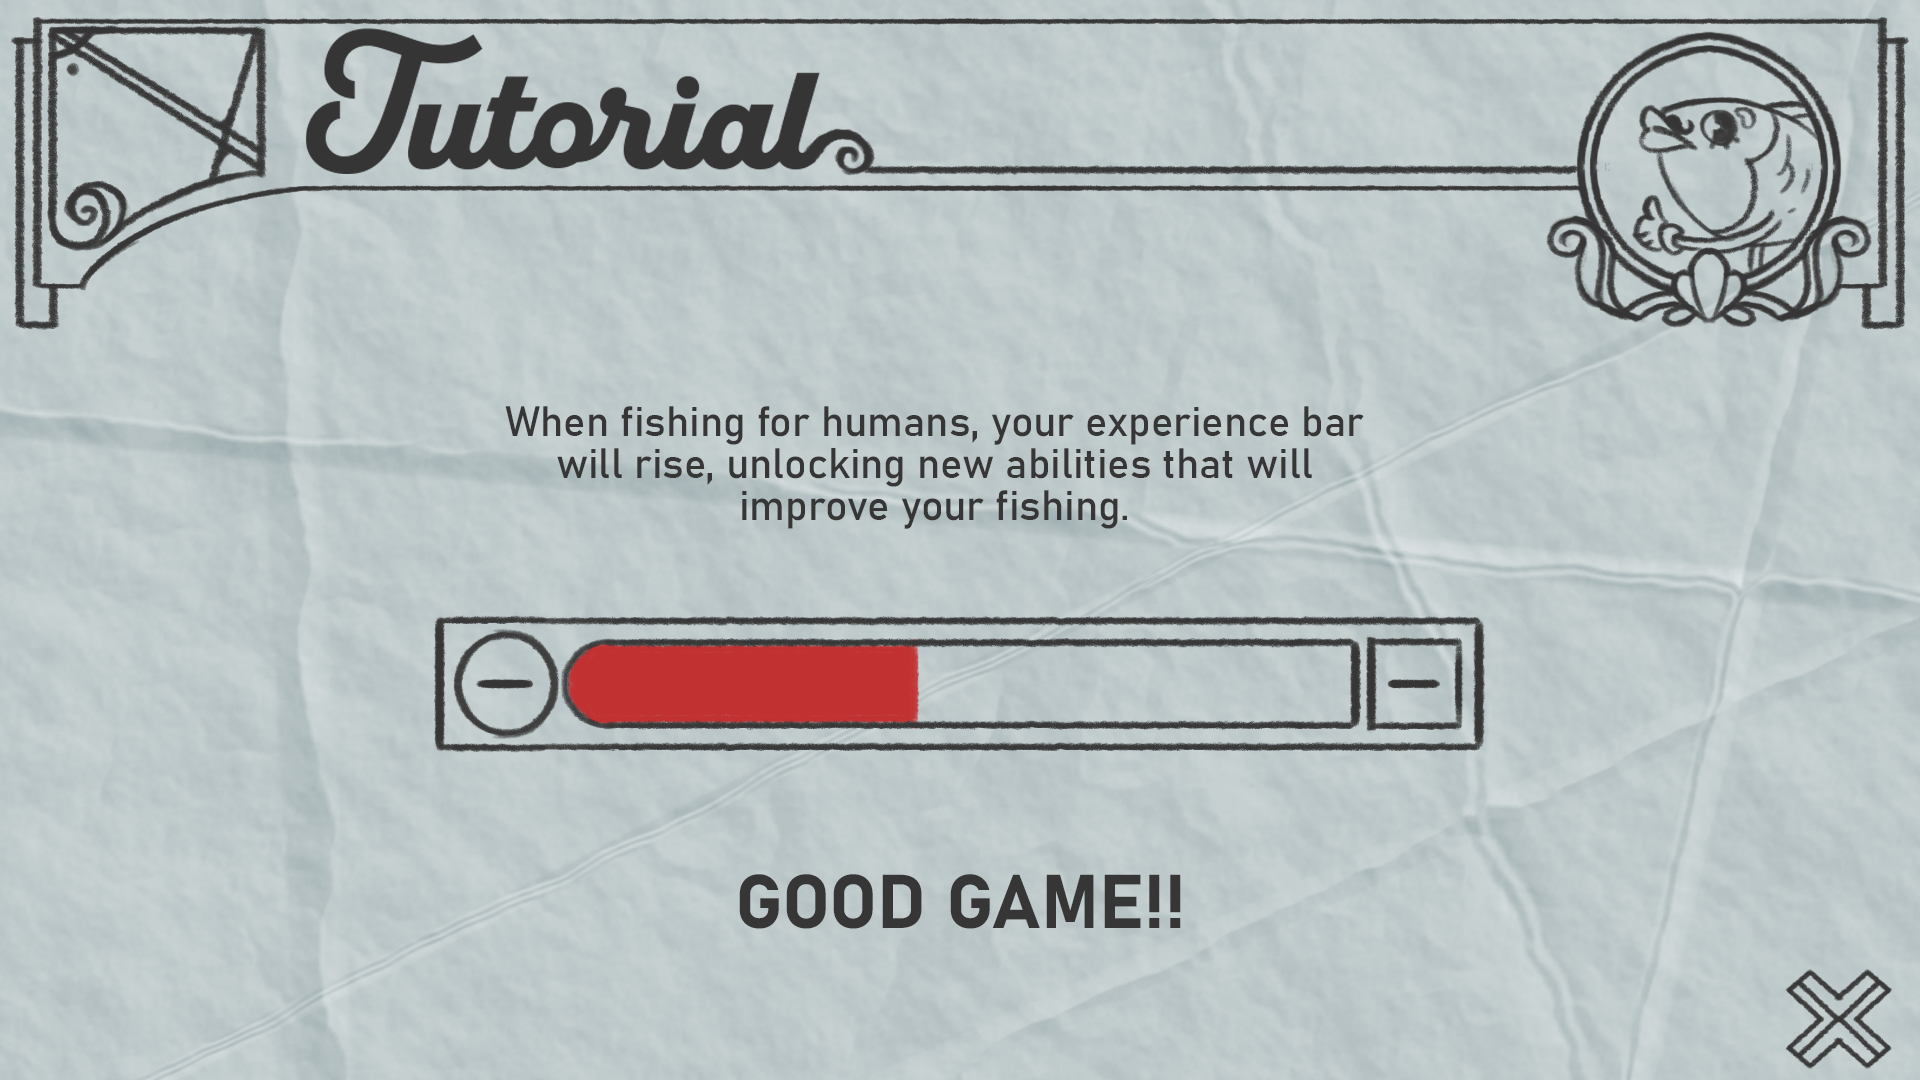 Tutorial
When fishing for humans, your experience bar
will rise, unlocking new abilities that will
improve your fishing.
GOOD GAME!!